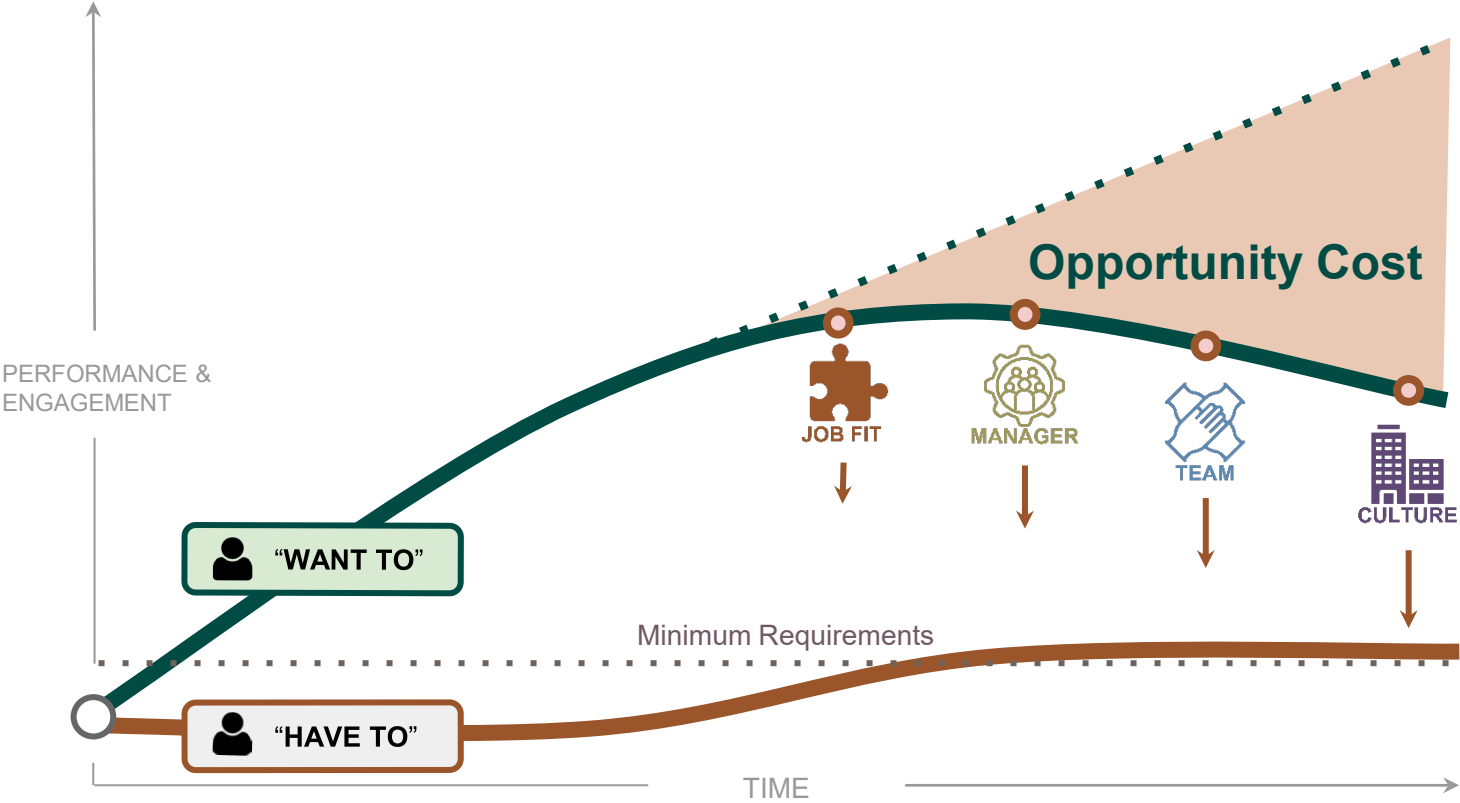 Opportunity Cost
PERFORMANCE &
ENGAGEMENT
JOB FIT
MANAGER
TEAM
CULTURE
“WANT TO”
Minimum Requirements
“HAVE TO”
TIME